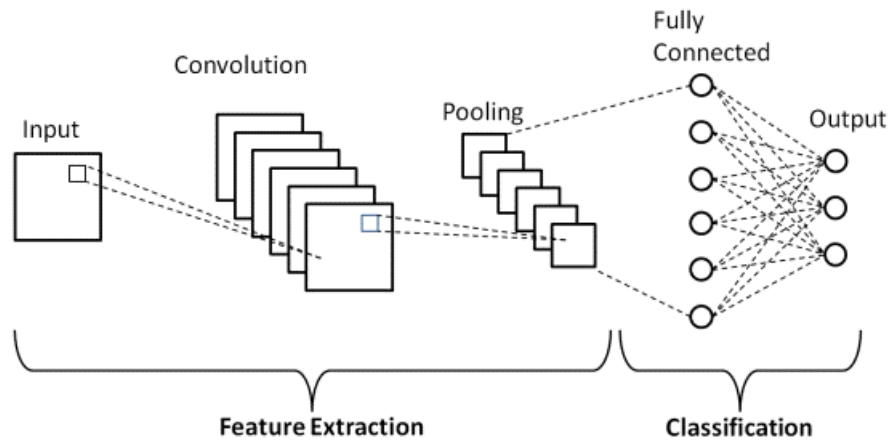 Input
Convolution
Pooling
Fully
Connected
Output
Feature Extraction
Classification